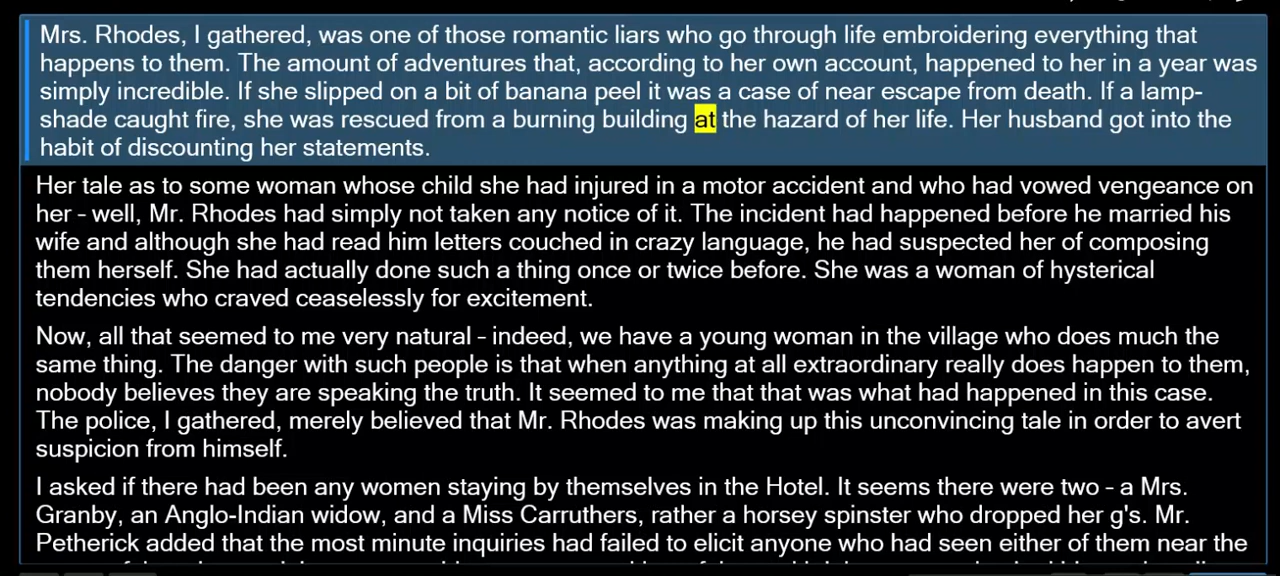 Mrs. Rhodes, I gathered, was one of those romantic liars who go through life embroidering everything that
happens to them. The amount of adventures that, according to her own account, happened to her in a year was
simply incredible. If she slipped on a bit of banana peel it was a case of near escape from death. If a lamp-
shade caught fire, she was rescued from a burning building at the hazard of her life. Her husband got into the
habit of discounting her statements.
Her tale as to some woman whose child she had injured in a motor accident and who had vowed vengeance on
her – well, Mr. Rhodes had simply not taken any notice of it. The incident had happened before he married his
wife and although she had read him letters couched in crazy language, he had suspected her of composing
them herself. She had actually done such a thing once or twice before. She was a woman of hysterical
tendencies who craved ceaselessly for excitement.
Now, all that seemed to me very natural – indeed, we have a young woman in the village who does much the
same thing. The danger with such people is that when anything at all extraordinary really does happen to them,
nobody believes they are speaking the truth. It seemed to me that that was what had happened in this case.
The police, I gathered, merely believed that Mr. Rhodes was making up this unconvincing tale in order to avert
suspicion from himself.
I asked if there had been any women staying by themselves in the Hotel. It seems there were two – a Mrs.
Granby, an Anglo-Indian widow, and a Miss Carruthers, rather a horsey spinster who dropped her g's. Mr.
Petherick added that the most minute inquiries had failed to elicit anyone who had seen either of them near the